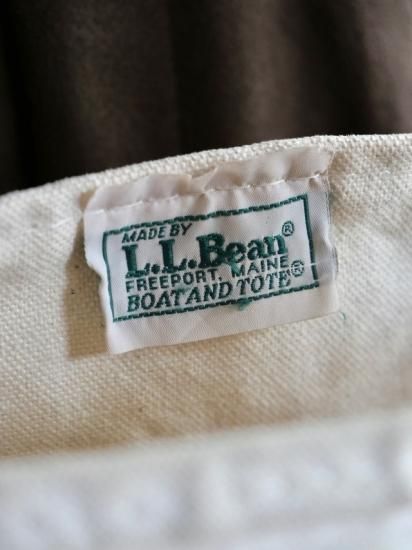 MADE BY
L.L.Bean®
FREEPORT, MAINE
BOAT AND TOTE®